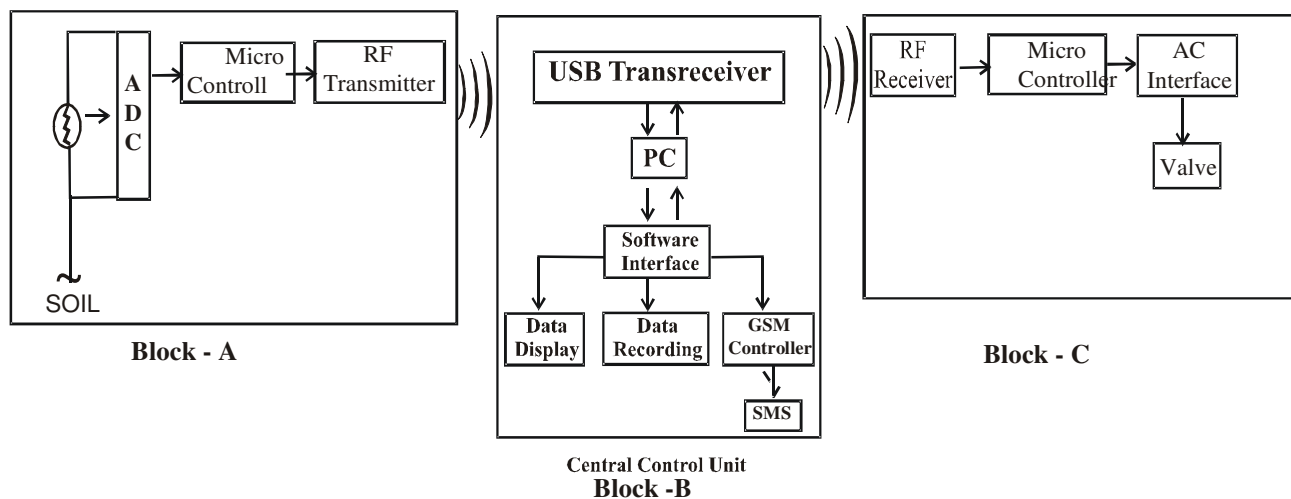 A
D
C
Micro
Controll
RF
Transmitter
SOIL
Block - A
USB Transreceiver
PC
Software
Interface
Data
Display
Data
Recording
GSM
Controller
SMS
Central Control Unit
Block -B
RF
Receiver
Micro
Controller
AC
Interface
Valve
Block - C